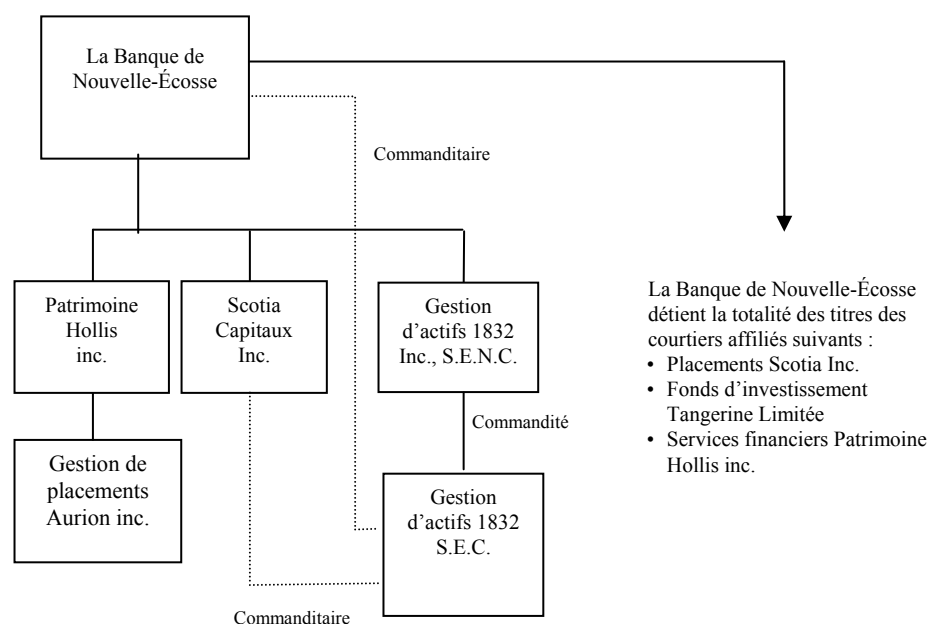 La Banque de
Nouvelle-Écosse
Commanditaire
Patrimoine
Hollis
inc.
Scotia
Capitaux
Inc.
Gestion
d'actifs 1832
Inc., S.E.N.C.
Commandité
Gestion de
placements
Aurion inc.
Gestion
d'actifs 1832
S.E.C.
Commanditaire
La Banque de Nouvelle-Écosse
détient la totalité des titres des
courtiers affiliés suivants :
• Placements Scotia Inc.
• Fonds d'investissement
Tangerine Limitée
• Services financiers Patrimoine
Hollis inc.